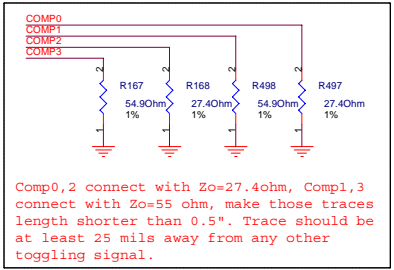 COMP0
COMP1
COMP2
COMP3
2 2 2 2
R167 R168 R498 R497
54.9Ohm 27.4Ohm 54.9Ohm 27.4Ohm
1% 1% 1% 1%
1 1 1 1
Comp0,2 connect with Zo=27.4ohm, Comp1,3
connect with Zo=55 ohm, make those traces
length shorter than 0.5". Trace should be
at least 25 mils away from any other
toggling signal.